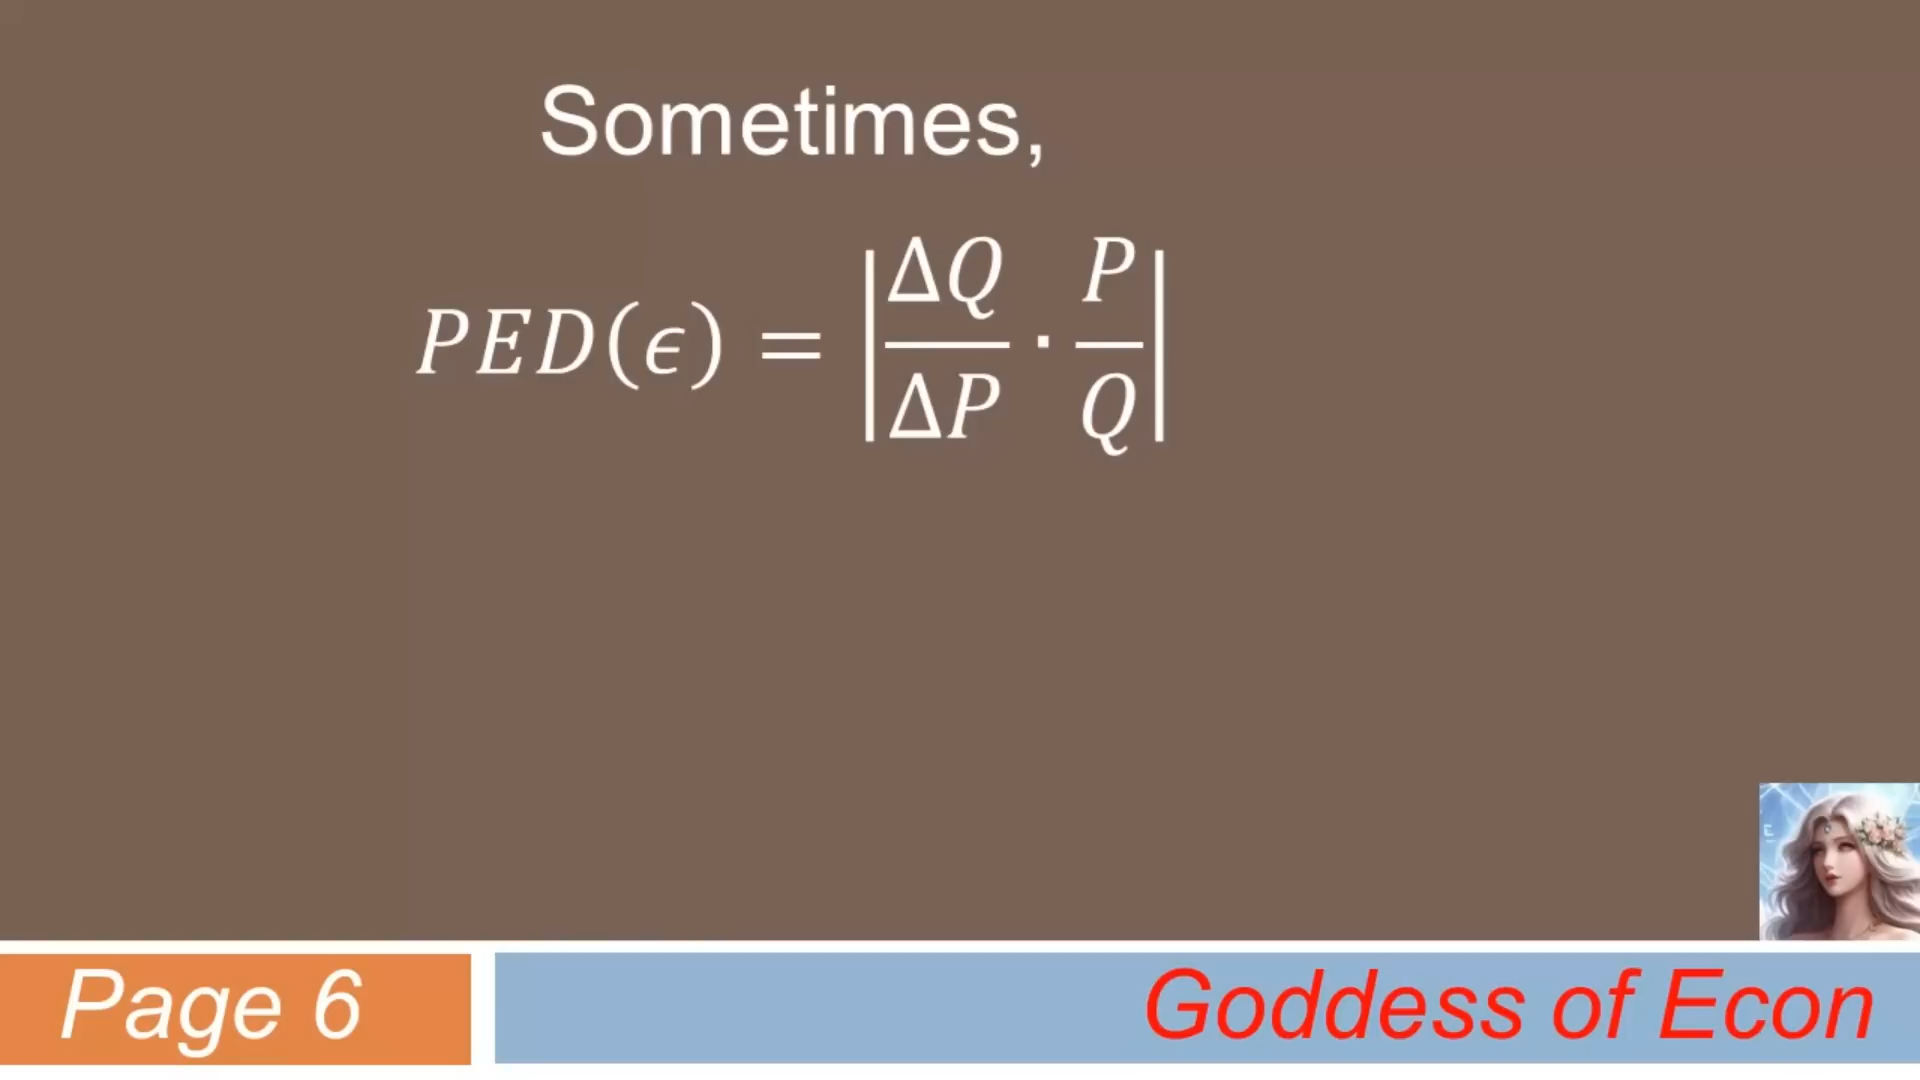 Sometimes,
PED(ϵ) = |ΔQ/ΔP · P/Q|
Page 6
Goddess of Econ